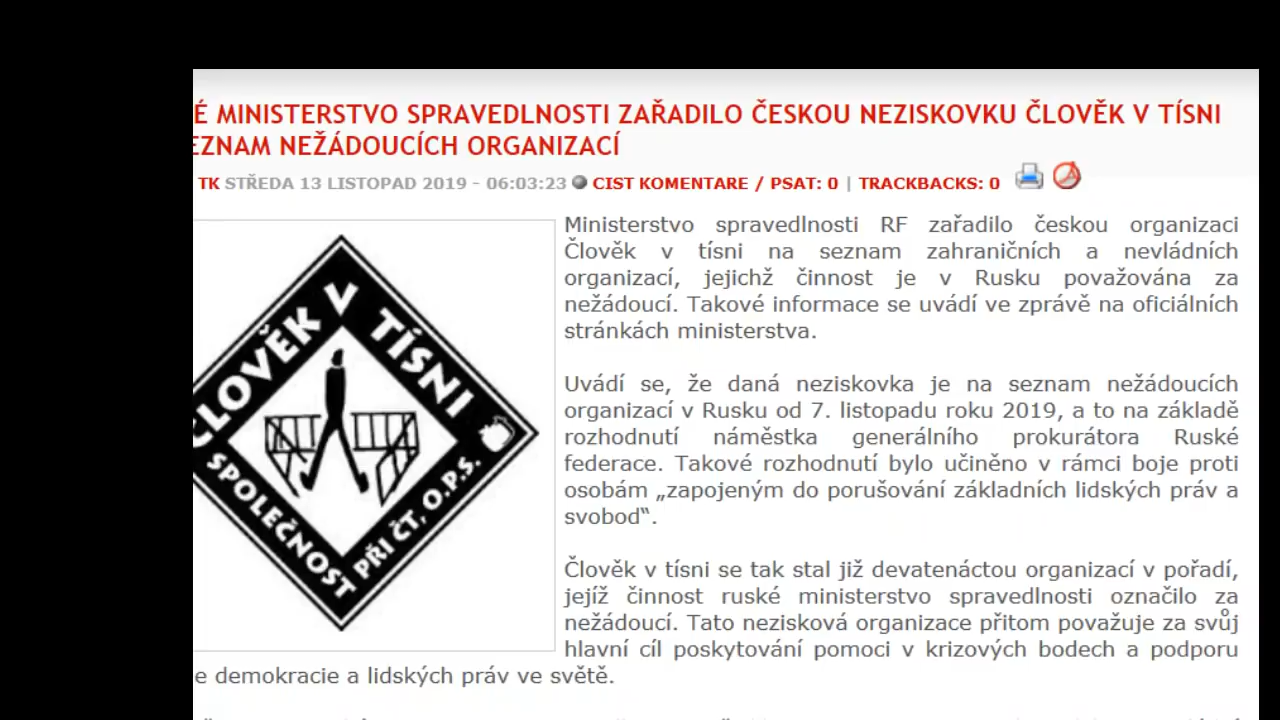 É MINISTERSTVO SPRAVEDLNOSTI ZAŘADILO ČESKOU NEZISKOVKU ČLOVĚK V TÍSNI
EZNAM NEŽÁDOUCÍCH ORGANIZACÍ
TK STŘEDA 13 LISTOPAD 2019 - 06:03:23 CIST KOMENTARE / PSAT: 0 | TRACKBACKS: 0
ČLOVĚK V TÍSNI
SPOLEČNOST PŘI ČT, O.P.S.
Ministerstvo spravedlnosti RF zařadilo českou organizaci
Člověk v tísni na seznam zahraničních a nevládních
organizací, jejichž činnost je v Rusku považována za
nežádoucí. Takové informace se uvádí ve zprávě na oficiálních
stránkách ministerstva.
Uvádí se, že daná neziskovka je na seznam nežádoucích
organizací v Rusku od 7. listopadu roku 2019, a to na základě
rozhodnutí náměstka generálního prokurátora Ruské
federace. Takové rozhodnutí bylo učiněno v rámci boje proti
osobám „zapojeným do porušování základních lidských práv a
svobod“.
Člověk v tísni se tak stal již devatenáctou organizací v pořadí,
jejíž činnost ruské ministerstvo spravedlnosti označilo za
nežádoucí. Tato nezisková organizace přitom považuje za svůj
hlavní cíl poskytování pomoci v krizových bodech a podporu
e demokracie a lidských práv ve světě.